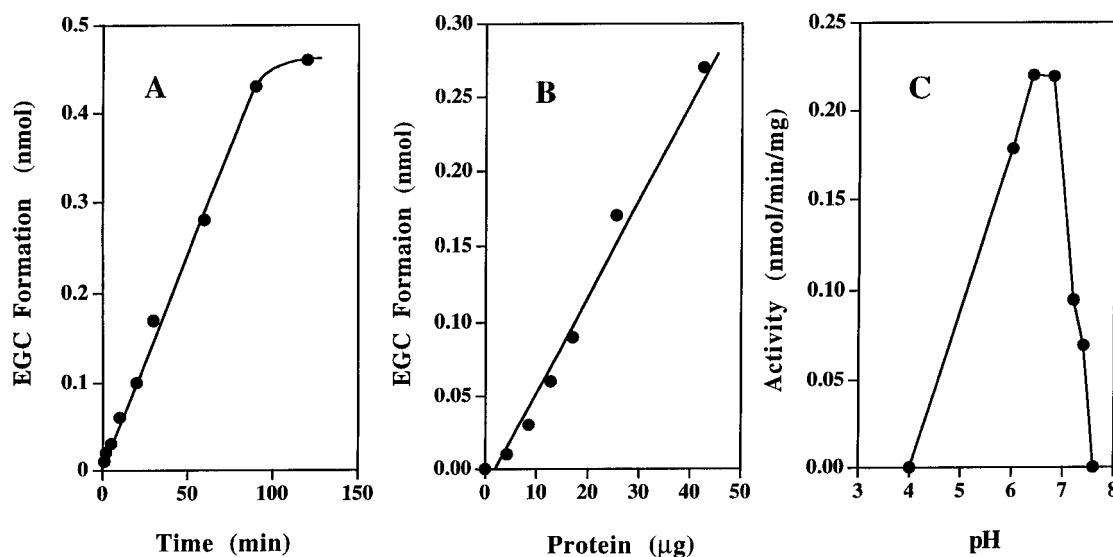 A
EGC Formation (nmol)
0.5
0.4
0.3
0.2
0.1
0
0 50 100 150
Time (min)
B
EGC Formaion (nmol)
0.30
0.25
0.20
0.15
0.10
0.05
0.00
0 10 20 30 40 50
Protein (μg)
C
Activity (nmol/min/mg)
0.25
0.20
0.15
0.10
0.05
0.00
3 4 5 6 7 8
pH